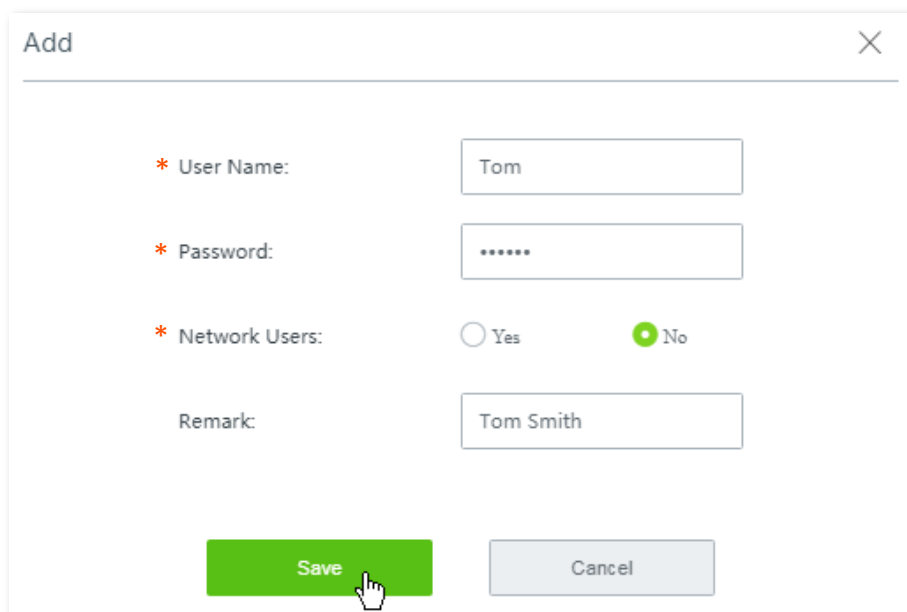 Add
* User Name: Tom
* Password: ••••••
* Network Users: Yes No
Remark: Tom Smith
Save Cancel